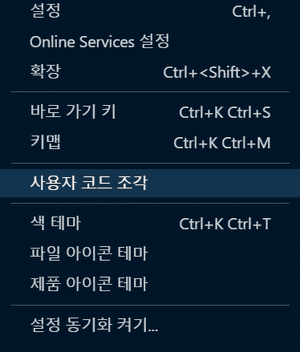 설정 Ctrl+,
Online Services 설정
확장 Ctrl+<Shift>+X
바로 가기 키 Ctrl+K Ctrl+S
키맵 Ctrl+K Ctrl+M
사용자 코드 조각
색 테마 Ctrl+K Ctrl+T
파일 아이콘 테마
제품 아이콘 테마
설정 동기화 켜기...